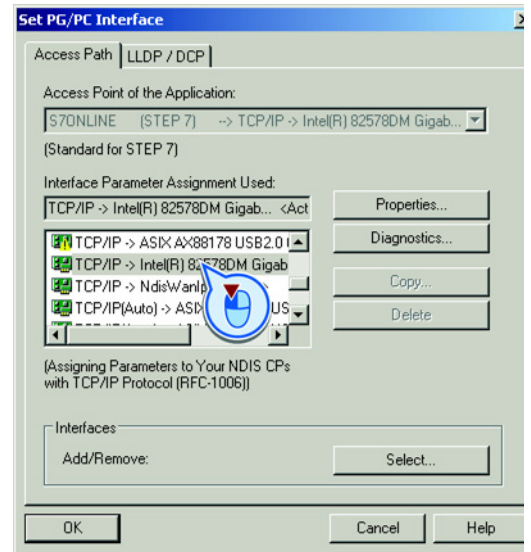 Set PG/PC Interface
Access Path LLDP / DCP
Access Point of the Application:
S7ONLINE (STEP 7) --> TCP/IP -> Intel(R) 82578DM Gigab...
(Standard for STEP 7)
Interface Parameter Assignment Used:
TCP/IP -> Intel(R) 82578DM Gigab... <Act
Properties...
Diagnostics...
Copy...
Delete
TCP/IP -> ASIX AX88178 USB2.0
TCP/IP -> Intel(R) 82578DM Gigab
TCP/IP -> NdisWanIp
TCP/IP(Auto) -> ASIX US
(Assigning Parameters to Your NDIS CPs
with TCP/IP Protocol (RFC-1006))
Interfaces
Add/Remove:
Select...
OK
Cancel
Help